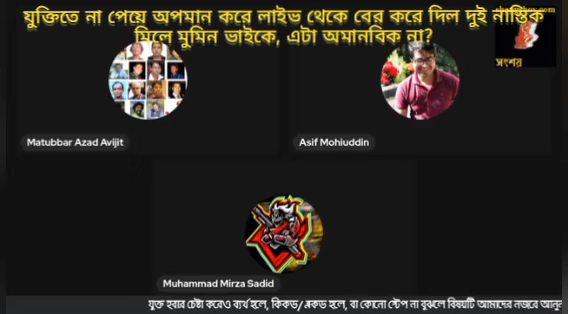 যুক্তিতে না পেয়ে অপমান করে লাইভ থেকে বের করে দিল দুই নাস্তিক
মিলে মুমিন ভাইকে, এটা অমানবিক না?
সংশয়
Matubbar Azad Avijit
Asif Mohiuddin
Muhammad Mirza Sadid
যুক্ত হবার চেষ্টা করেও ব্যর্থ হলে, কিকড/ব্লকড হলে, বা কোনো স্টেপ না বুঝলে বিষয়টি আমাদের নজরে আনুন